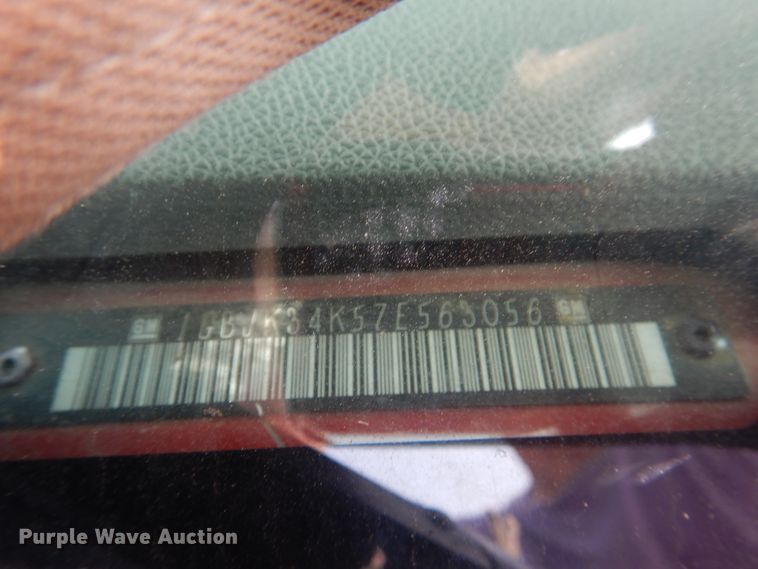 GM 1GBJK34K57E563056 GM
Purple Wave Auction